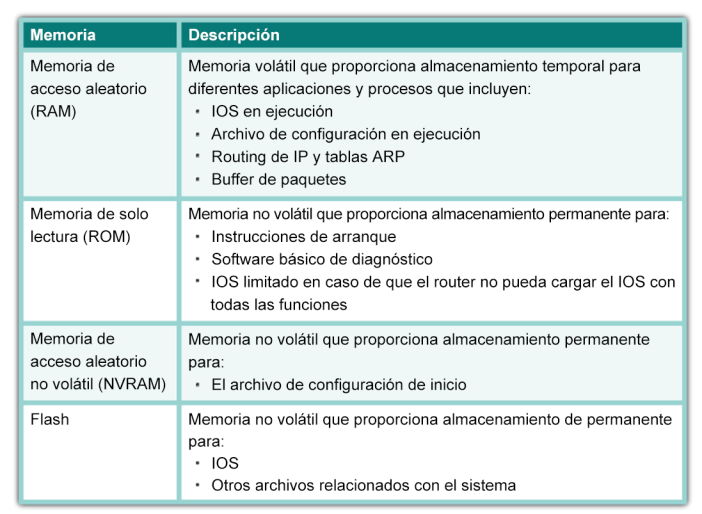 Memoria
Descripción
Memoria de
acceso aleatorio
(RAM)
Memoria volátil que proporciona almacenamiento temporal para
diferentes aplicaciones y procesos que incluyen:
▪ IOS en ejecución
▪ Archivo de configuración en ejecución
▪ Routing de IP y tablas ARP
▪ Buffer de paquetes
Memoria de solo
lectura (ROM)
Memoria no volátil que proporciona almacenamiento permanente para:
▪ Instrucciones de arranque
▪ Software básico de diagnóstico
▪ IOS limitado en caso de que el router no pueda cargar el IOS con
todas las funciones
Memoria de
acceso aleatorio
no volátil (NVRAM)
Memoria no volátil que proporciona almacenamiento permanente
para:
▪ El archivo de configuración de inicio
Flash
Memoria no volátil que proporciona almacenamiento de permanente
para:
▪ IOS
▪ Otros archivos relacionados con el sistema